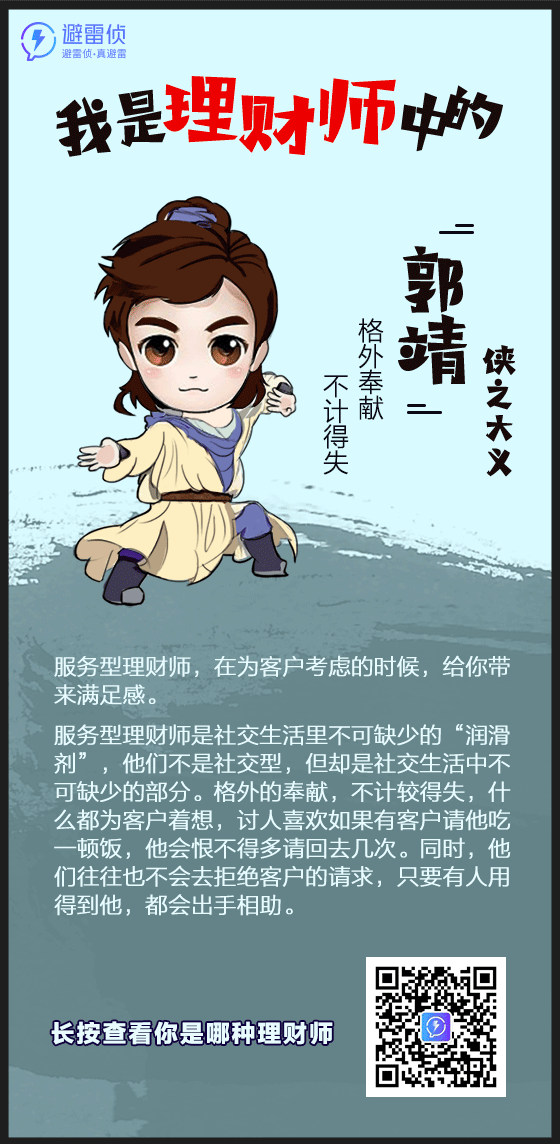 避雷侦
避雷侦·真避雷
我是理财师中的
郭靖
侠之大义
格外奉献
不计得失
服务型理财师，在为客户考虑的时候，给你带
来满足感。
服务型理财师是社交生活里不可缺少的“润滑
剂”，他们不是社交型，但却是社交生活中不
可缺少的部分。格外的奉献，不计较得失，什
么都为客户着想，讨人喜欢如果有客户请他吃
一顿饭，他会恨不得多请回去几次。同时，他
们往往也不会去拒绝客户的请求，只要有人用
得到他，都会出手相助。
长按查看你是哪种理财师